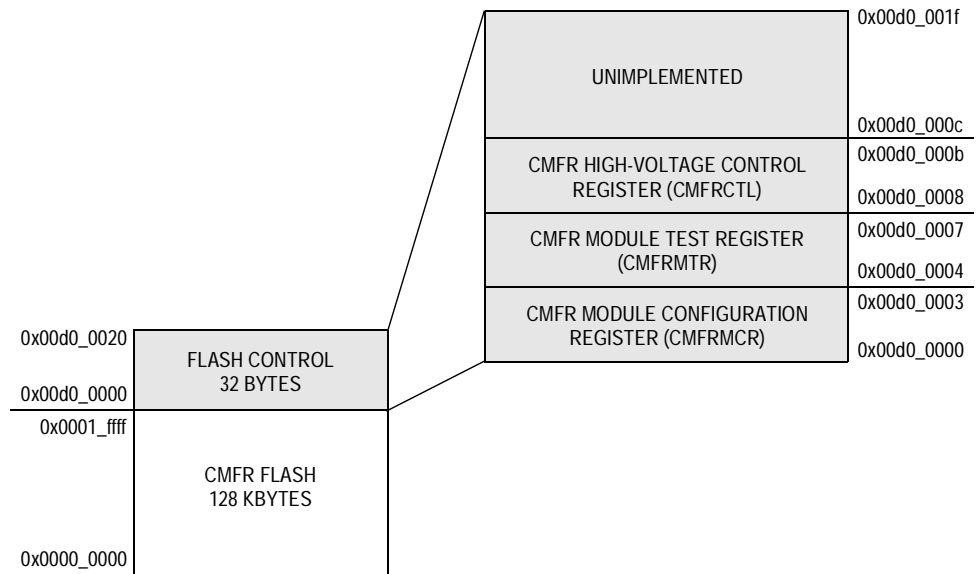 0x00d0_001f
UNIMPLEMENTED
0x00d0_000c
0x00d0_000b
CMFR HIGH-VOLTAGE CONTROL
REGISTER (CMFRCTL)
0x00d0_0008
0x00d0_0007
CMFR MODULE TEST REGISTER
(CMFRMTR)
0x00d0_0004
0x00d0_0003
CMFR MODULE CONFIGURATION
REGISTER (CMFRMCR)
0x00d0_0000
0x00d0_0020
FLASH CONTROL
32 BYTES
0x00d0_0000
0x0001_ffff
CMFR FLASH
128 KBYTES
0x0000_0000